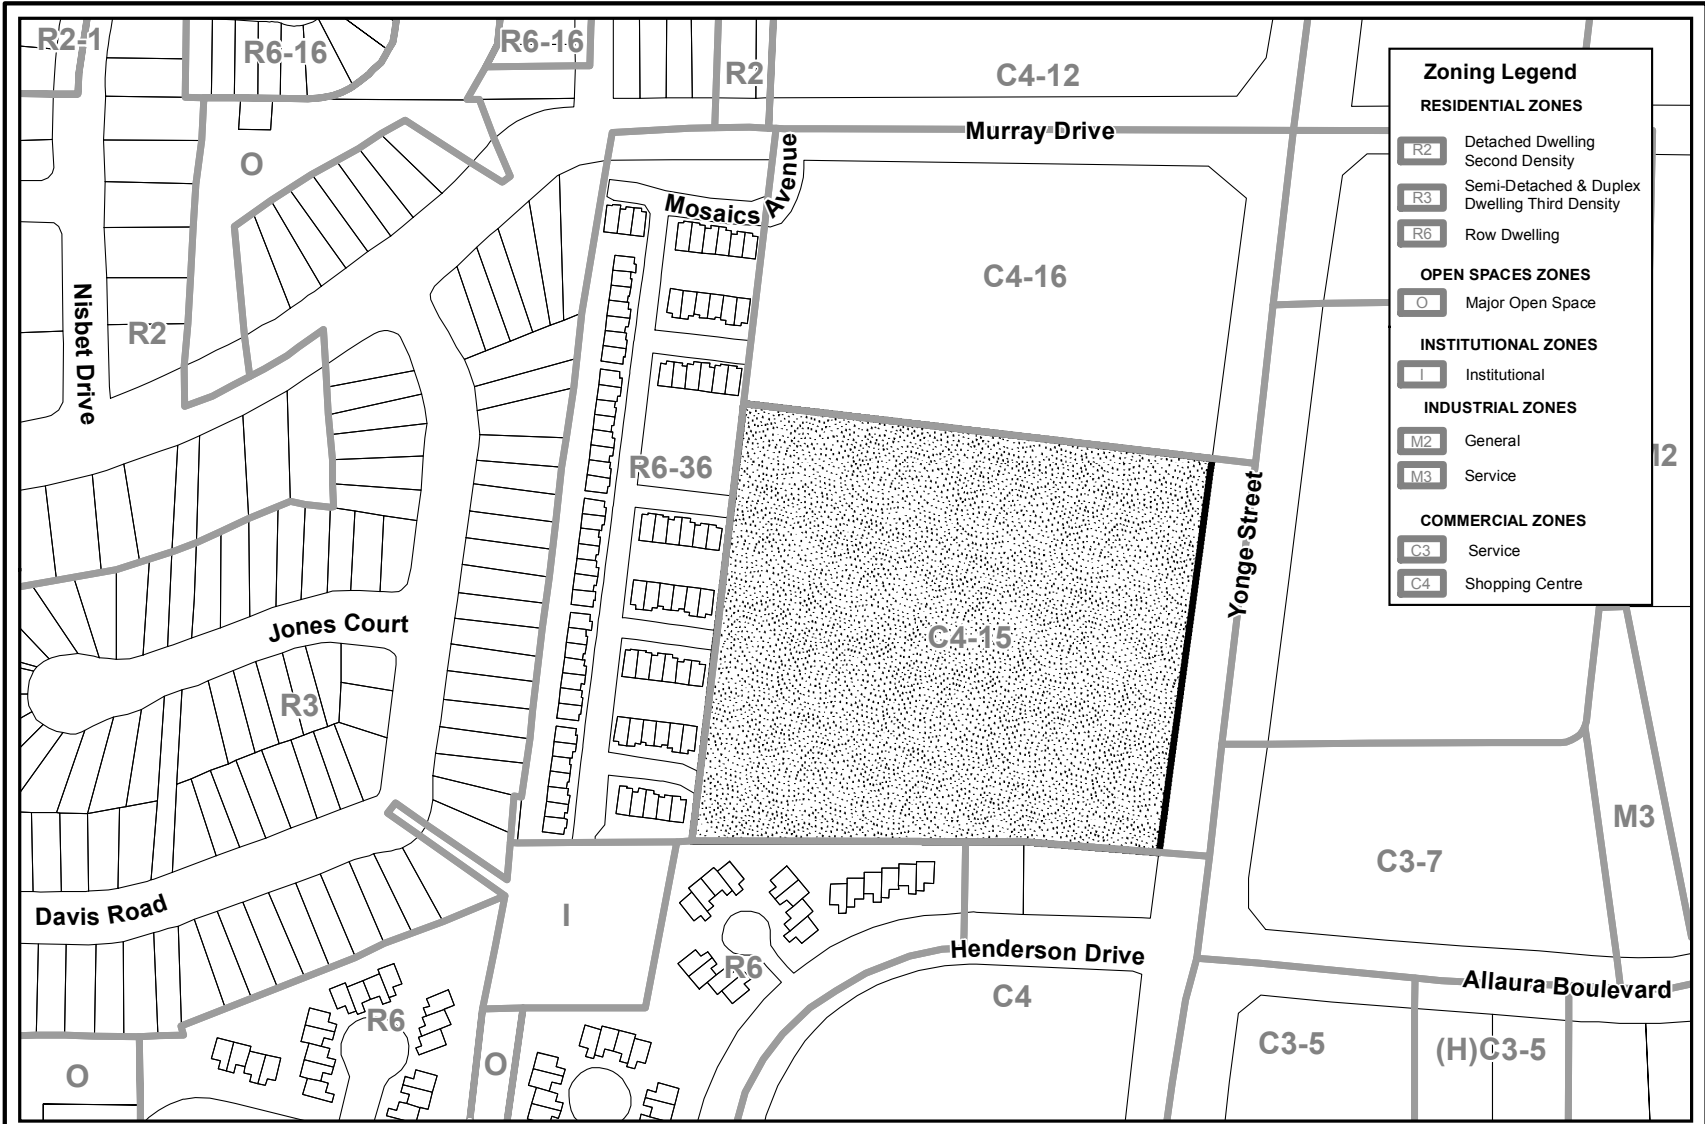 R2-1
R6-16
R6-16
R2
C4-12
Murray Drive
O
Mosaics Avenue
C4-16
Nisbet Drive
R2
R6-36
Yonge Street
C4-15
Jones Court
R3
M3
C3-7
Davis Road
I
R6
Henderson Drive
C4
Allaura Boulevard
R6
O
O
C3-5
(H)C3-5
Zoning Legend
RESIDENTIAL ZONES
R2 Detached Dwelling
Second Density
R3 Semi-Detached & Duplex
Dwelling Third Density
R6 Row Dwelling
OPEN SPACES ZONES
O Major Open Space
INSTITUTIONAL ZONES
I Institutional
INDUSTRIAL ZONES
M2 General
M3 Service
COMMERCIAL ZONES
C3 Service
C4 Shopping Centre